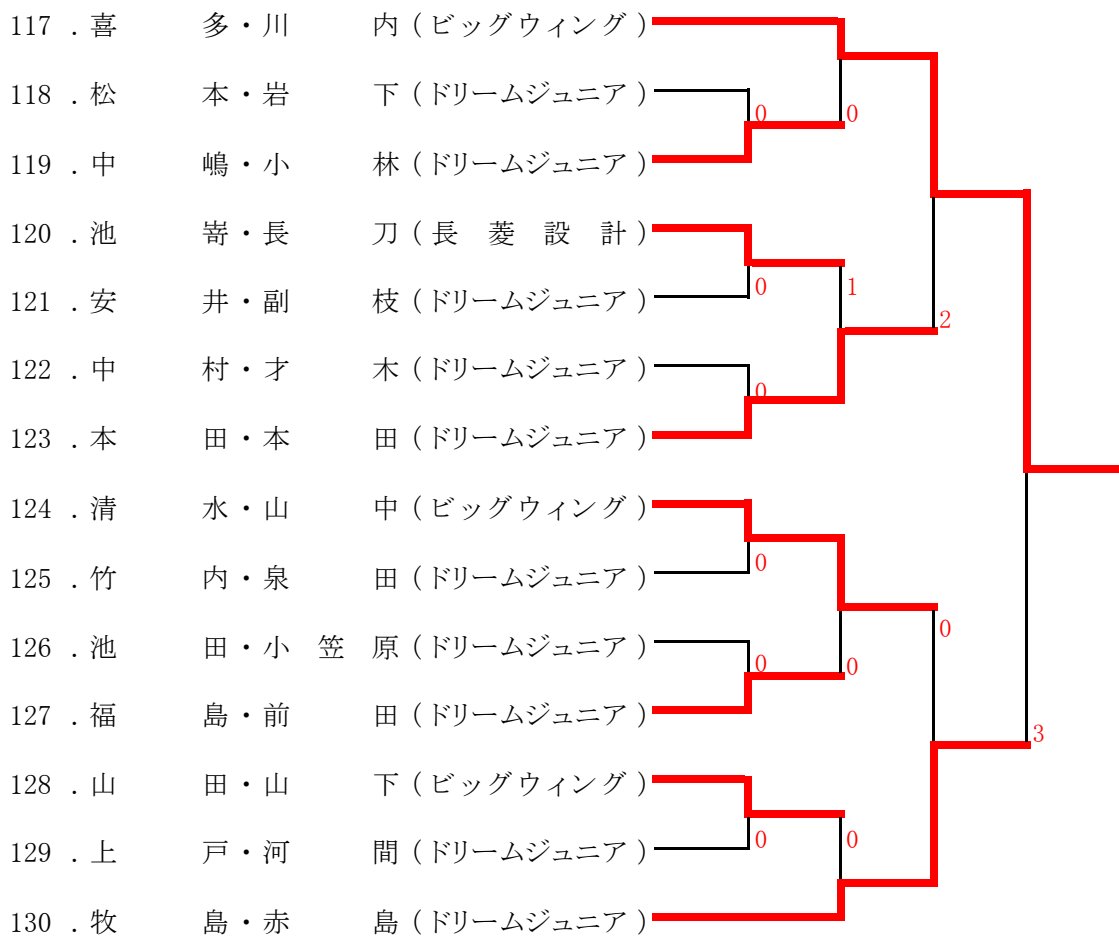 117 .喜 多・川 内 ( ビッグウィング )
118 .松 本・岩 下 ( ドリームジュニア )
0 0
119 .中 嶋・小 林 ( ドリームジュニア )
120 .池 嵜・長 刀 ( 長 菱 設 計 )
0 1
121 .安 井・副 枝 ( ドリームジュニア )
2
122 .中 村・才 木 ( ドリームジュニア )
0
123 .本 田・本 田 ( ドリームジュニア )
124 .清 水・山 中 ( ビッグウィング )
0
125 .竹 内・泉 田 ( ドリームジュニア )
0
126 .池 田・小 笠 原 ( ドリームジュニア )
0 0
127 .福 島・前 田 ( ドリームジュニア )
3
128 .山 田・山 下 ( ビッグウィング )
0 0
129 .上 戸・河 間 ( ドリームジュニア )
130 .牧 島・赤 島 ( ドリームジュニア )